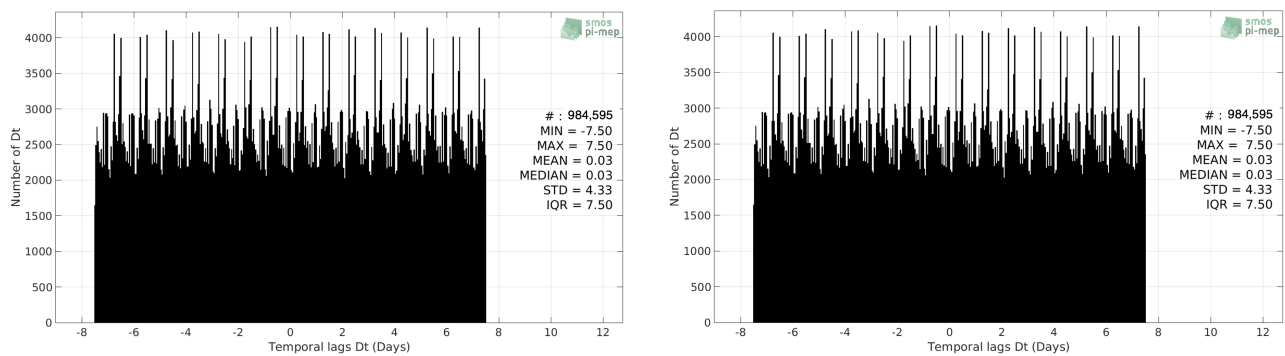 smos
pi-mep
Number of Dt
4000
3500
3000
2500
2000
1500
1000
500
0
# : 984,595
MIN = -7.50
MAX = 7.50
MEAN = 0.03
MEDIAN = 0.03
STD = 4.33
IQR = 7.50
-8 -6 -4 -2 0 2 4 6 8 10 12
Temporal lags Dt (Days)
smos
pi-mep
Number of Dt
4000
3500
3000
2500
2000
1500
1000
500
0
# : 984,595
MIN = -7.50
MAX = 7.50
MEAN = 0.03
MEDIAN = 0.03
STD = 4.33
IQR = 7.50
-8 -6 -4 -2 0 2 4 6 8 10 12
Temporal lags Dt (Days)